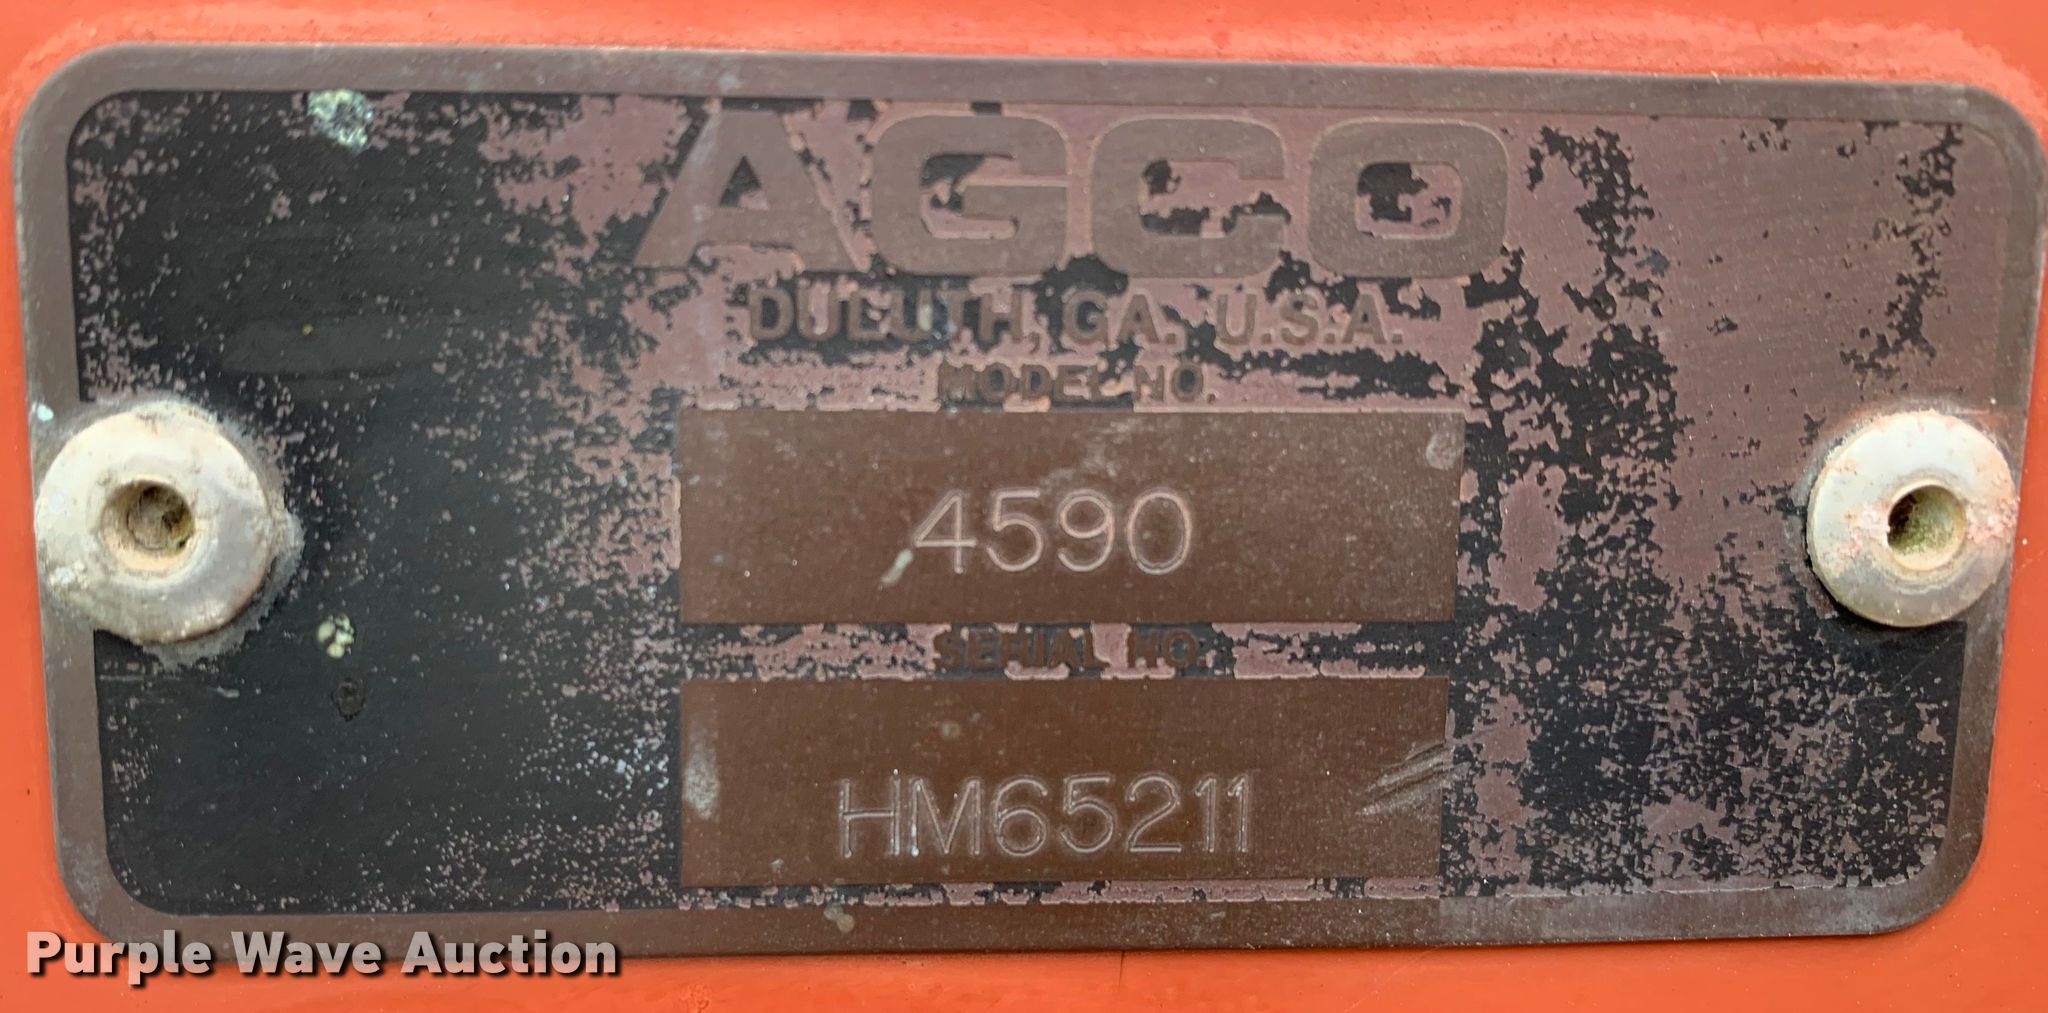 AGCO
DULUTH, GA. U.S.A.
MODEL NO.
4590
SERIAL NO.
HM65211
Purple Wave Auction